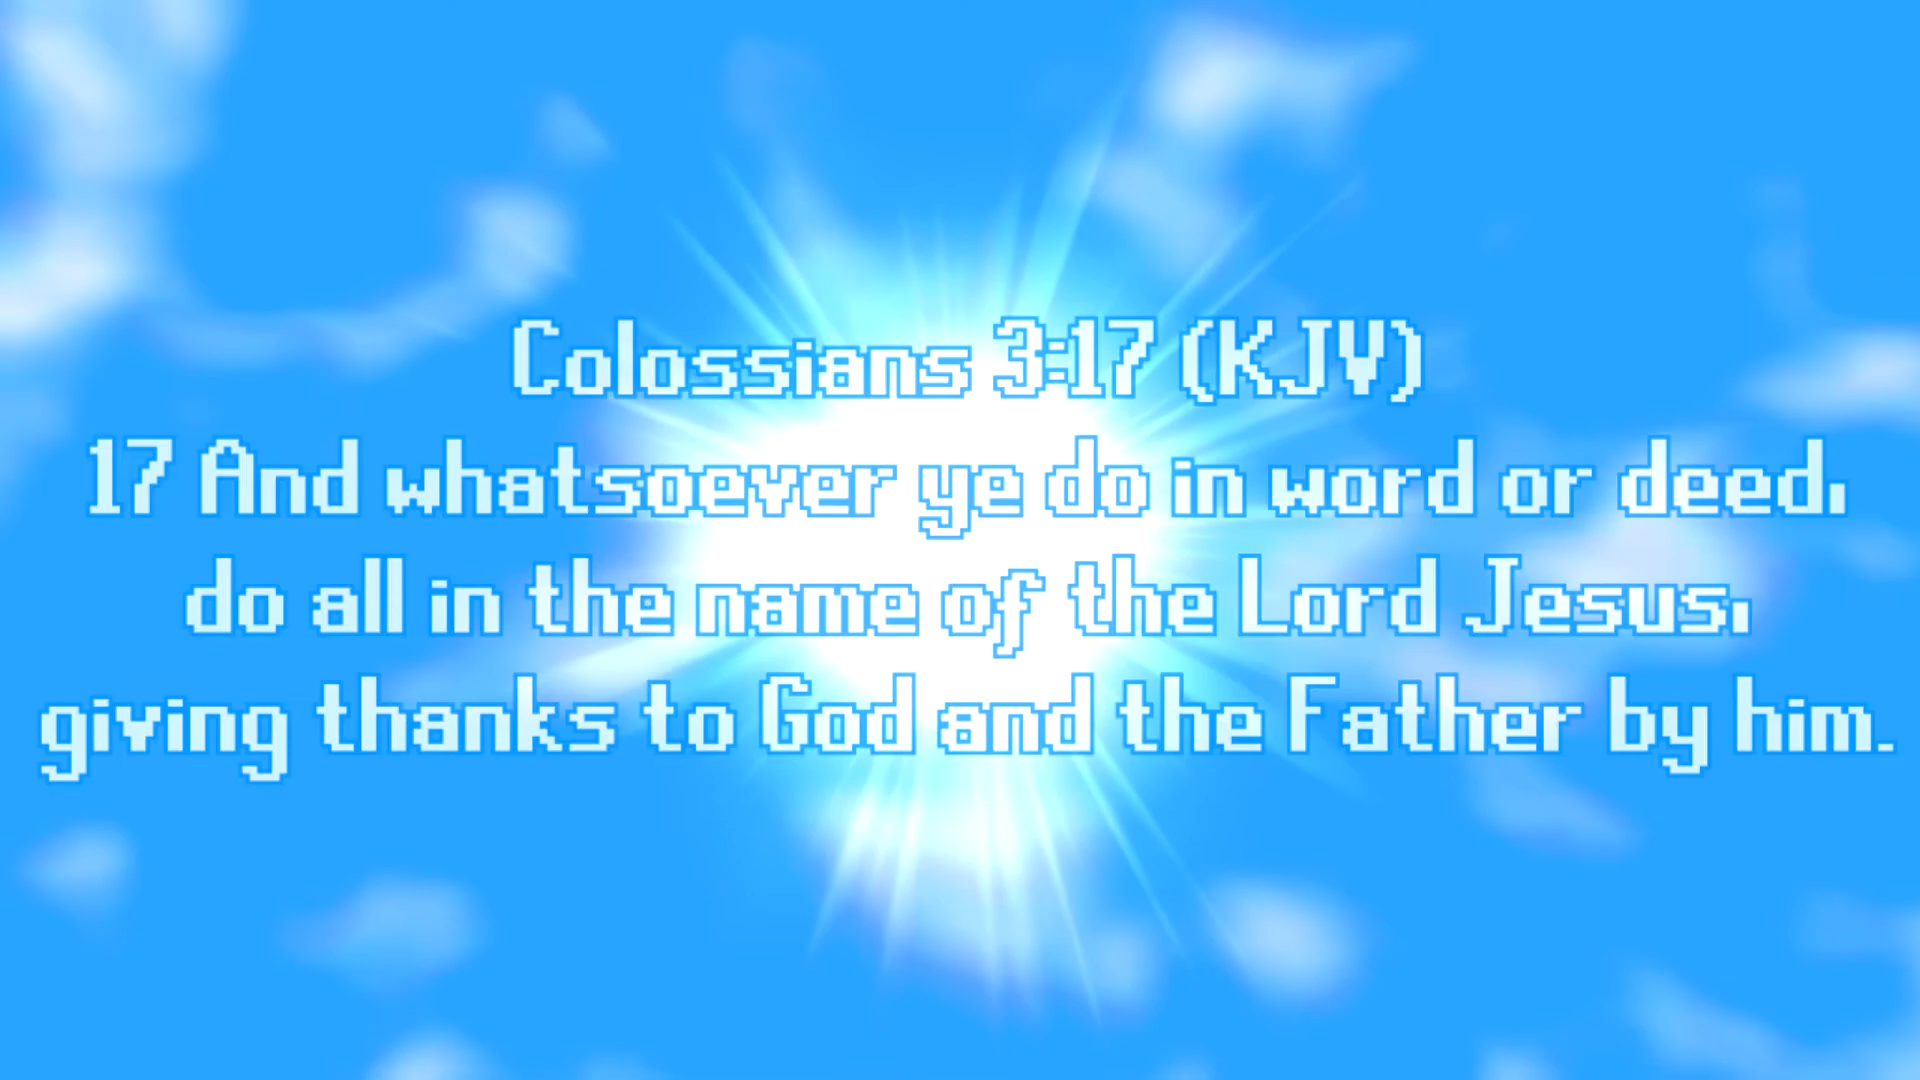 Colossians 3:17 (KJV)
17 And whatsoever ye do in word or deed,
do all in the name of the Lord Jesus,
giving thanks to God and the Father by him.